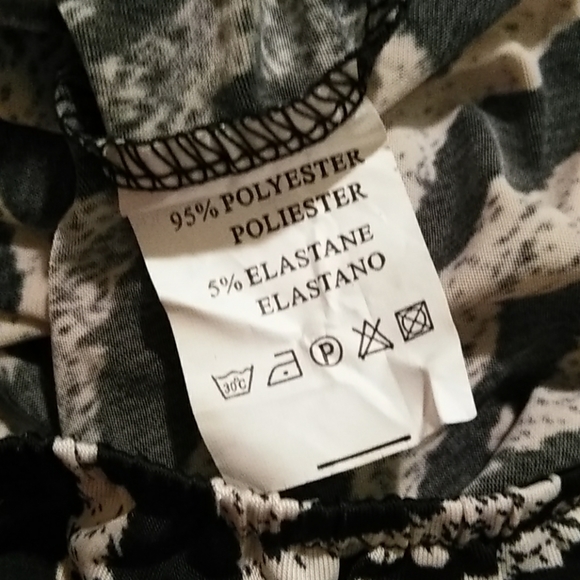 95% POLYESTER
POLIESTER
5% ELASTANE
ELASTANO
30°C P